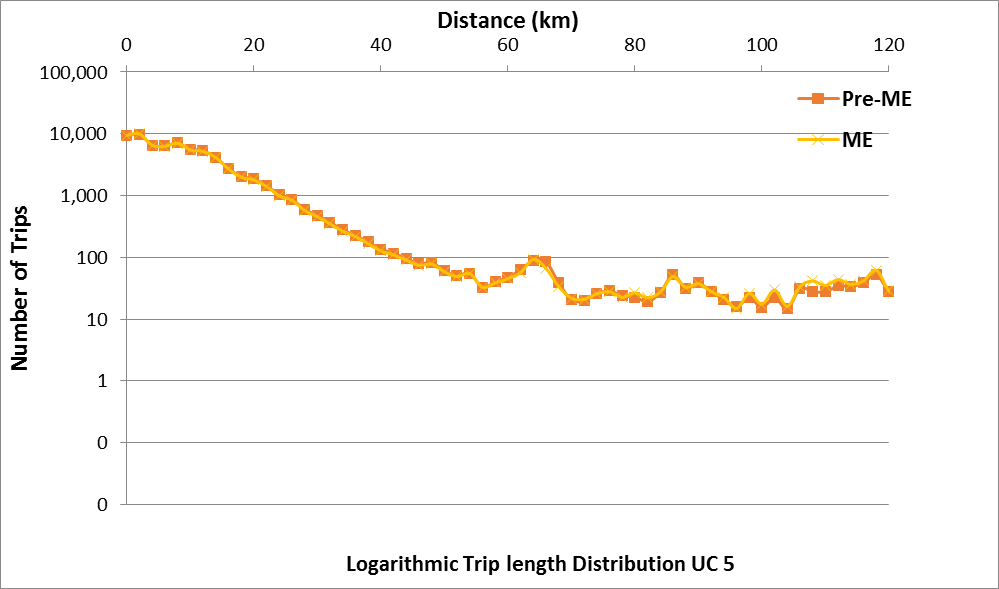 Distance (km)
0 20 40 60 80 100 120
100,000
10,000
1,000
100
10
1
0
0
Number of Trips
Pre-ME
ME
Logarithmic Trip length Distribution UC 5